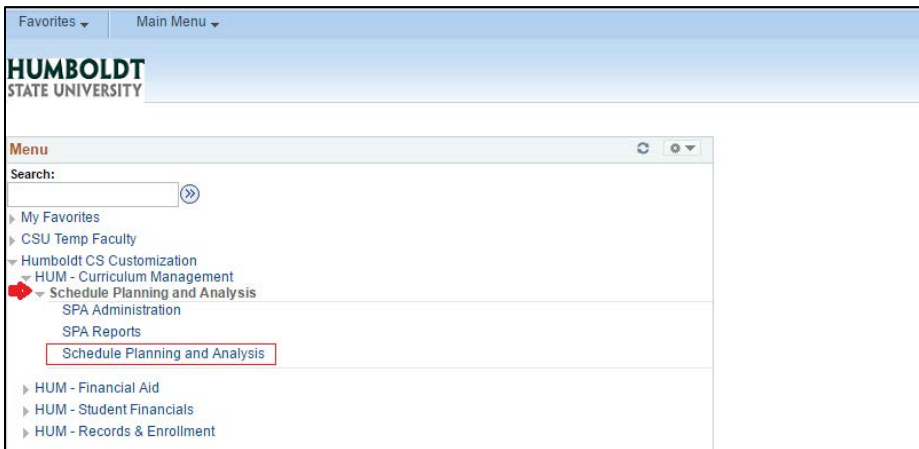 Favorites Main Menu
HUMBOLDT
STATE UNIVERSITY
Menu
Search:
My Favorites
CSU Temp Faculty
Humboldt CS Customization
HUM - Curriculum Management
Schedule Planning and Analysis
SPA Administration
SPA Reports
Schedule Planning and Analysis
HUM - Financial Aid
HUM - Student Financials
HUM - Records & Enrollment